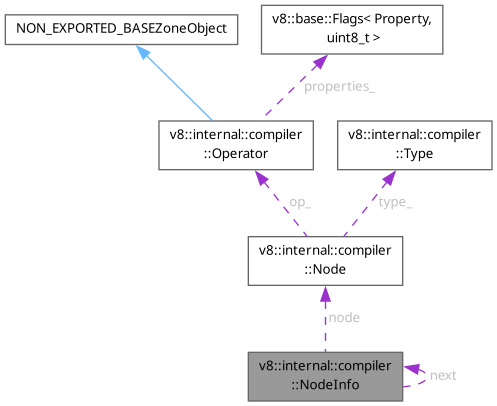 NON_EXPORTED_BASEZoneObject
v8::base::Flags< Property,
uint8_t >
properties_
v8::internal::compiler
::Operator
v8::internal::compiler
::Type
op_
type_
v8::internal::compiler
::Node
node
v8::internal::compiler
::NodeInfo
next